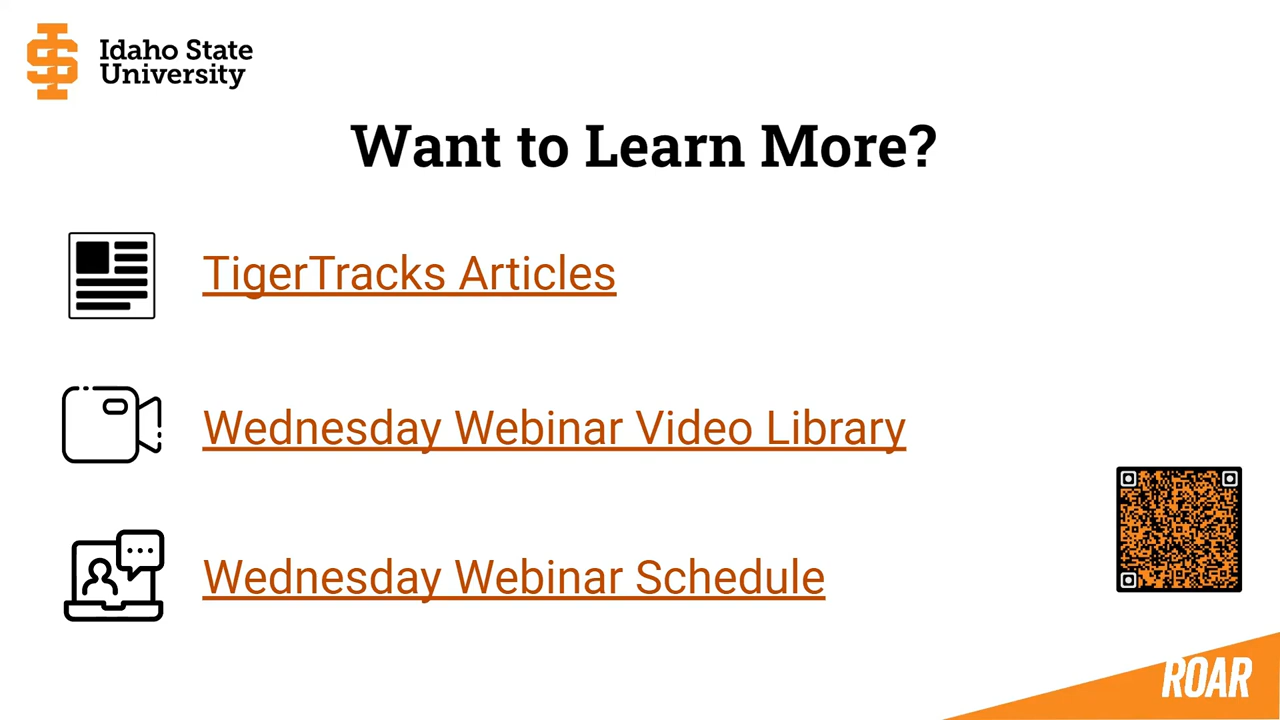 Idaho State
University
Want to Learn More?
TigerTracks Articles
Wednesday Webinar Video Library
Wednesday Webinar Schedule
ROAR